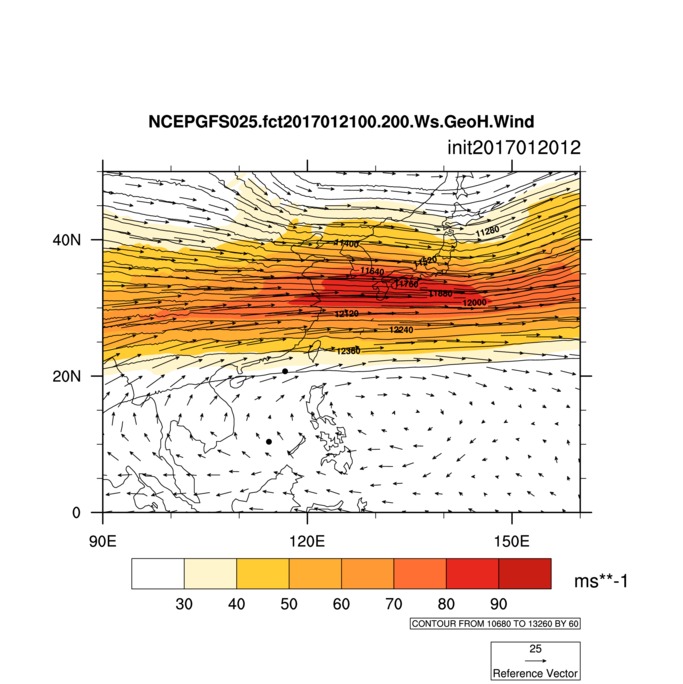 NCEPGFS025.fct2017012100.200.Ws.GeoH.Wind
init2017012012
11280
40N
11400
11520
11640
11760
11880
12000
12120
12240
12360
20N
0
90E 120E 150E
ms**-1
30 40 50 60 70 80 90
CONTOUR FROM 10680 TO 13260 BY 60
25
Reference Vector